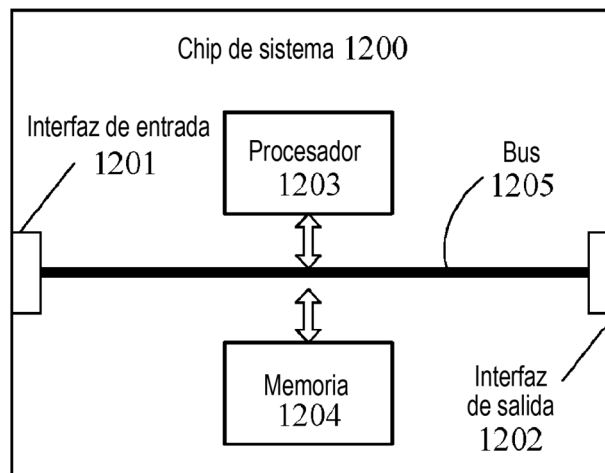 Chip de sistema 1200
Interfaz de entrada
1201
Procesador
1203
Bus
1205
Memoria
1204
Interfaz
de salida
1202